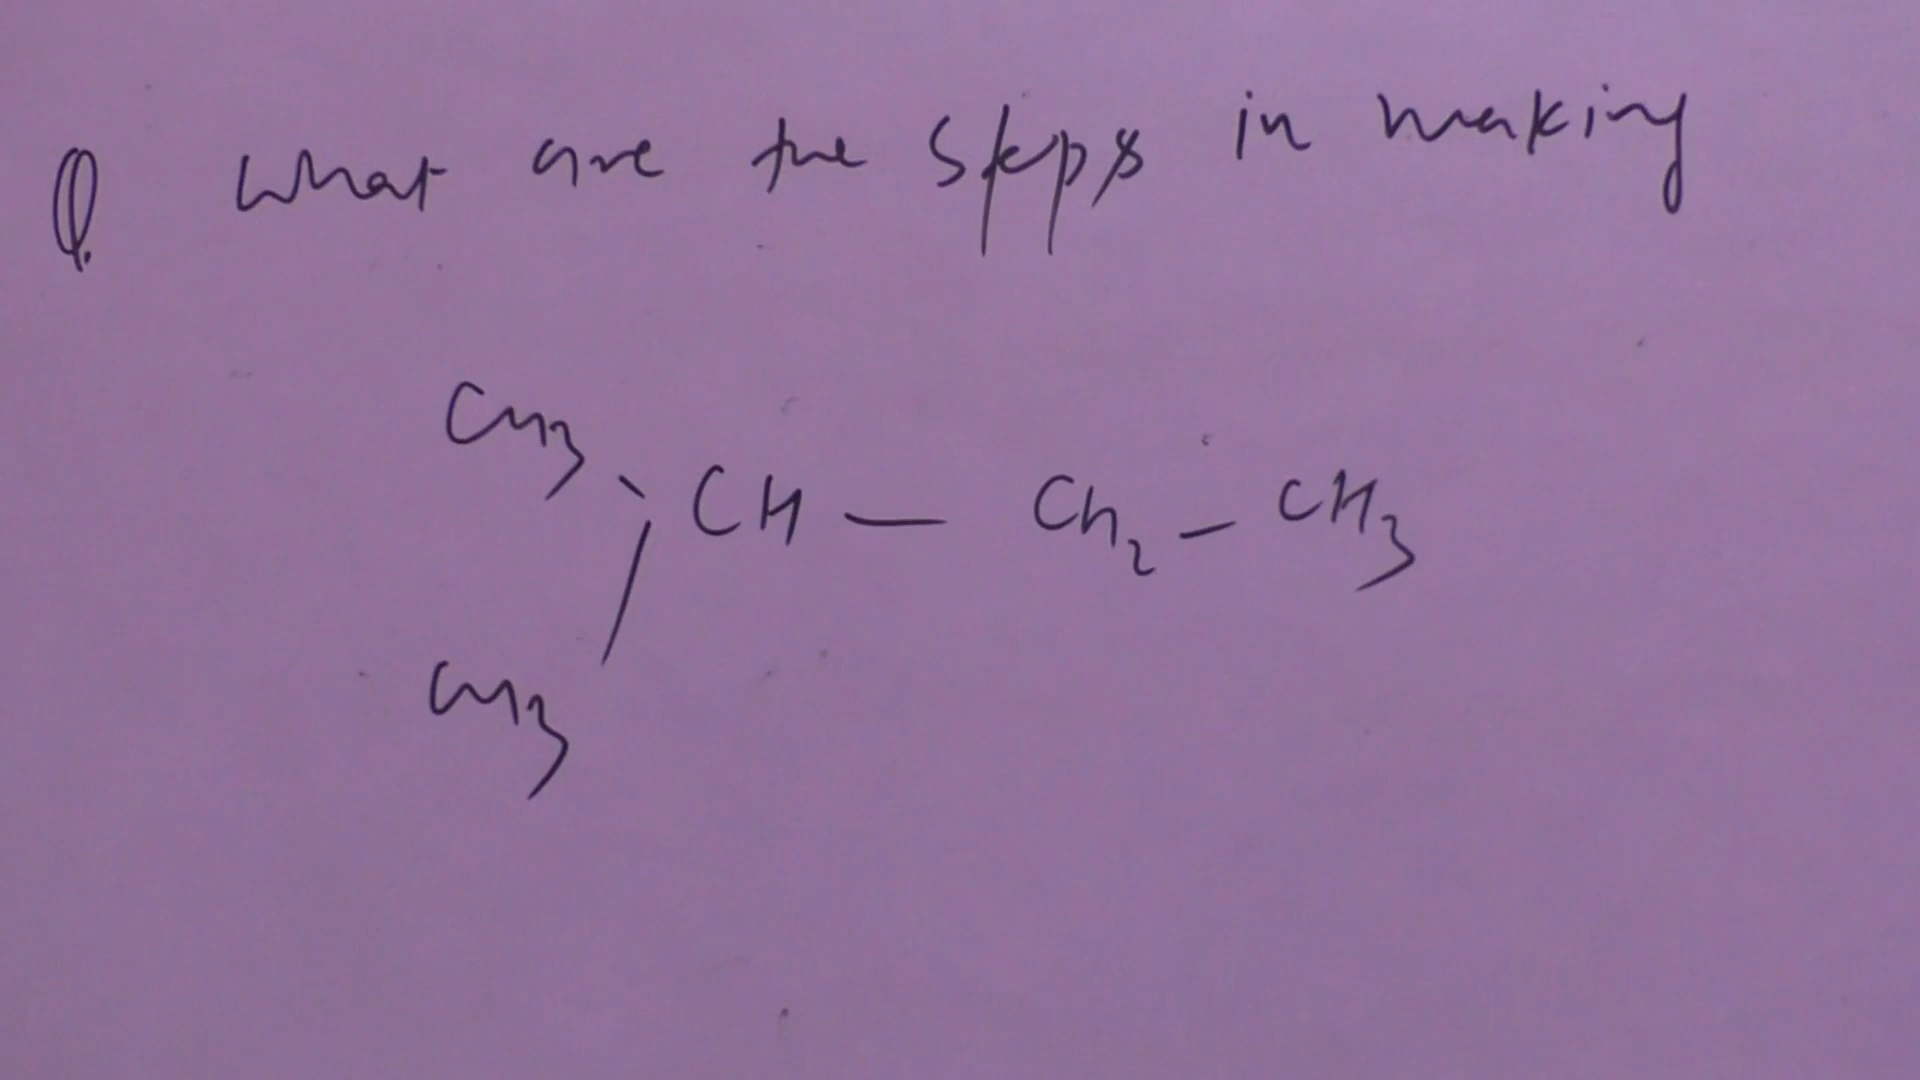 Q. What are the steps in making
CH3
CH — CH2 — CH3
CH3